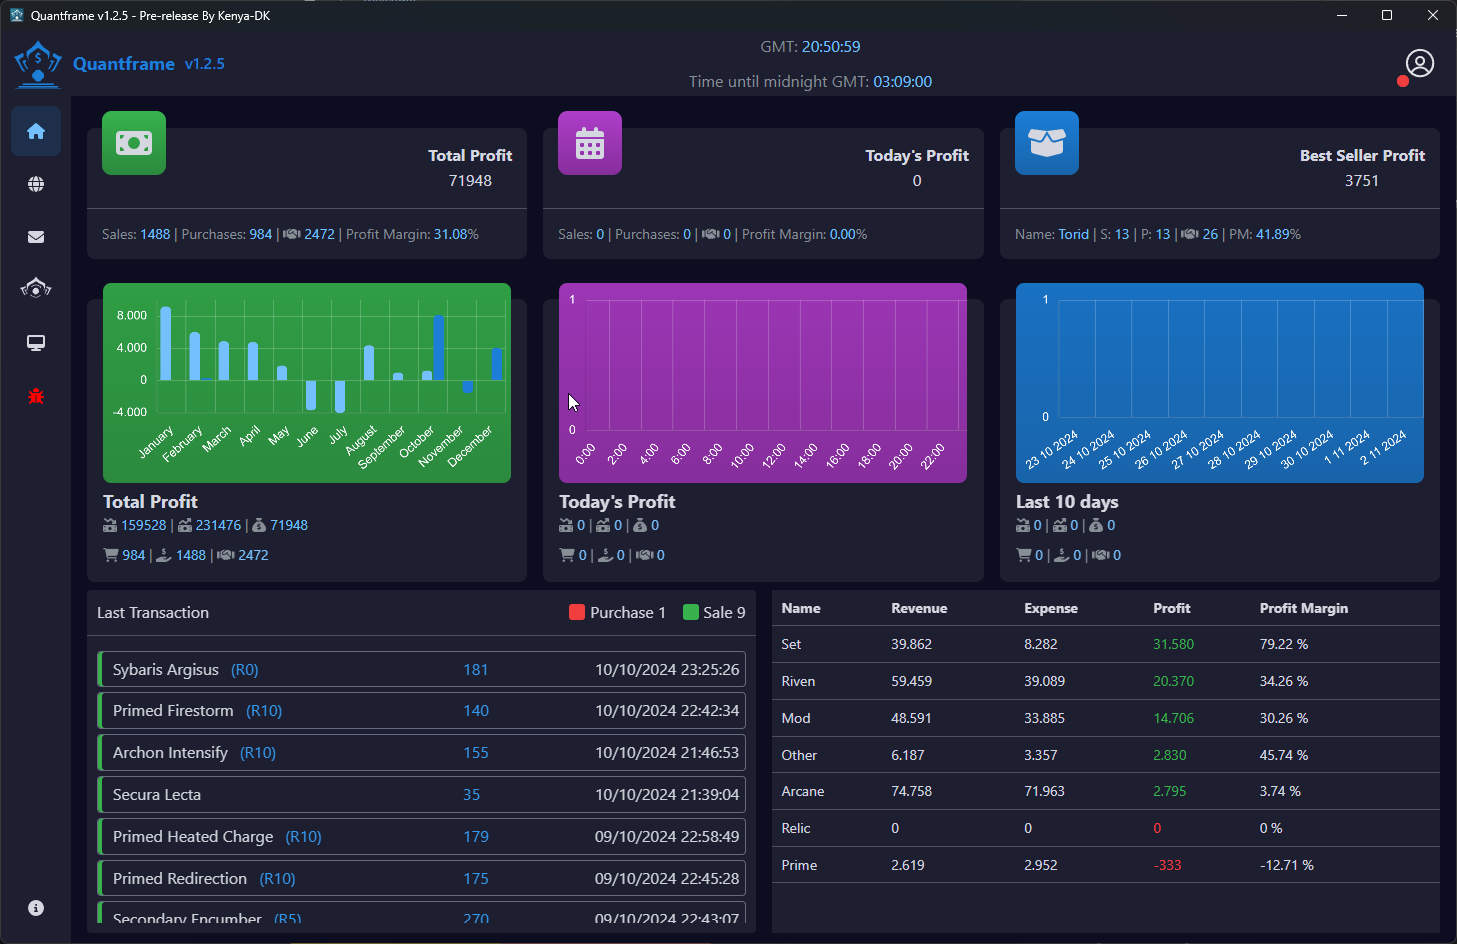 Quantframe v1.2.5 - Pre-release By Kenya-DK
Quantframe v1.2.5
GMT: 20:50:59
Time until midnight GMT: 03:09:00
Total Profit
71948
Sales: 1488 | Purchases: 984 | 2472 | Profit Margin: 31.08%
Today's Profit
0
Sales: 0 | Purchases: 0 | 0 | Profit Margin: 0.00%
Best Seller Profit
3751
Name: Torid | S: 13 | P: 13 | 26 | PM: 41.89%
8.000
4.000
0
-4.000
January
February
March
April
May
June
July
August
September
October
November
December
Total Profit
159528 | 231476 | 71948
984 | 1488 | 2472
1
0
0:00
2:00
4:00
6:00
8:00
10:00
12:00
14:00
16:00
18:00
20:00
22:00
Today's Profit
0 | 0 | 0
0 | 0 | 0
1
0
23 10 2024
24 10 2024
25 10 2024
26 10 2024
27 10 2024
28 10 2024
29 10 2024
30 10 2024
1 11 2024
2 11 2024
Last 10 days
0 | 0 | 0
0 | 0 | 0
Last Transaction Purchase 1 Sale 9
Sybaris Argisus (R0) 181 10/10/2024 23:25:26
Primed Firestorm (R10) 140 10/10/2024 22:42:34
Archon Intensify (R10) 155 10/10/2024 21:46:53
Secura Lecta 35 10/10/2024 21:39:04
Primed Heated Charge (R10) 179 09/10/2024 22:58:49
Primed Redirection (R10) 175 09/10/2024 22:45:28
Secondary Encumber (R5) 270 09/10/2024 22:43:07
Name Revenue Expense Profit Profit Margin
Set 39.862 8.282 31.580 79.22 %
Riven 59.459 39.089 20.370 34.26 %
Mod 48.591 33.885 14.706 30.26 %
Other 6.187 3.357 2.830 45.74 %
Arcane 74.758 71.963 2.795 3.74 %
Relic 0 0 0 0 %
Prime 2.619 2.952 -333 -12.71 %